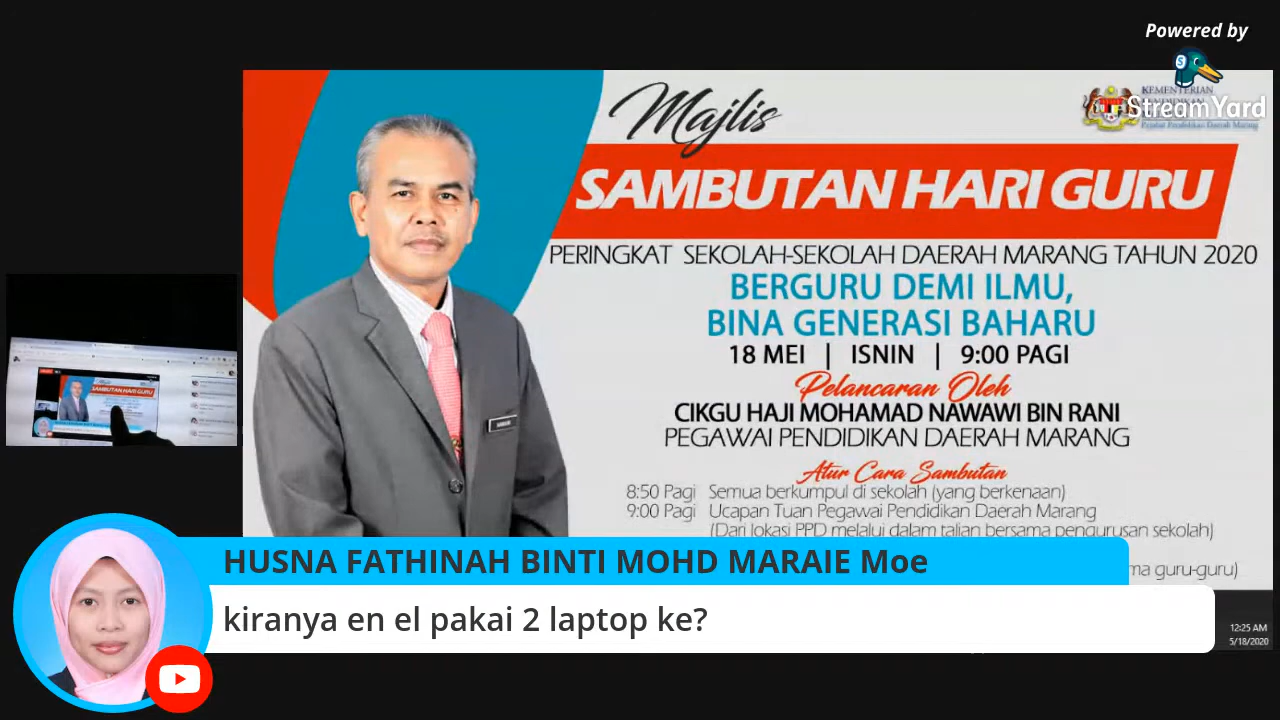 Powered by
StreamYard
KEMENTERIAN
Pejabat Pendidikan Daerah Marang
Majlis
SAMBUTAN HARI GURU
PERINGKAT SEKOLAH-SEKOLAH DAERAH MARANG TAHUN 2020
BERGURU DEMI ILMU,
BINA GENERASI BAHARU
18 MEI | ISNIN | 9:00 PAGI
Pelancaran Oleh
CIKGU HAJI MOHAMAD NAWAWI BIN RANI
PEGAWAI PENDIDIKAN DAERAH MARANG
Atur Cara Sambutan
8:50 Pagi Semua berkumpul di sekolah (yang berkenaan)
9:00 Pagi Ucapan Tuan Pegawai Pendidikan Daerah Marang
(Dari lokasi PPD melalui dalam talian bersama pengurusan sekolah)
guru-guru)
HUSNA FATHINAH BINTI MOHD MARAIE Moe
kiranya en el pakai 2 laptop ke?
12:25 AM
5/18/2020
SAMBUTAN HARI GURU